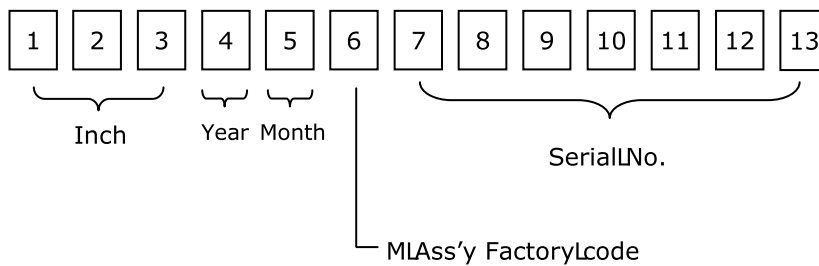 1 2 3 4 5 6 7 8 9 10 11 12 13
Inch Year Month
SerialLNo.
MLAss'y FactoryLcode